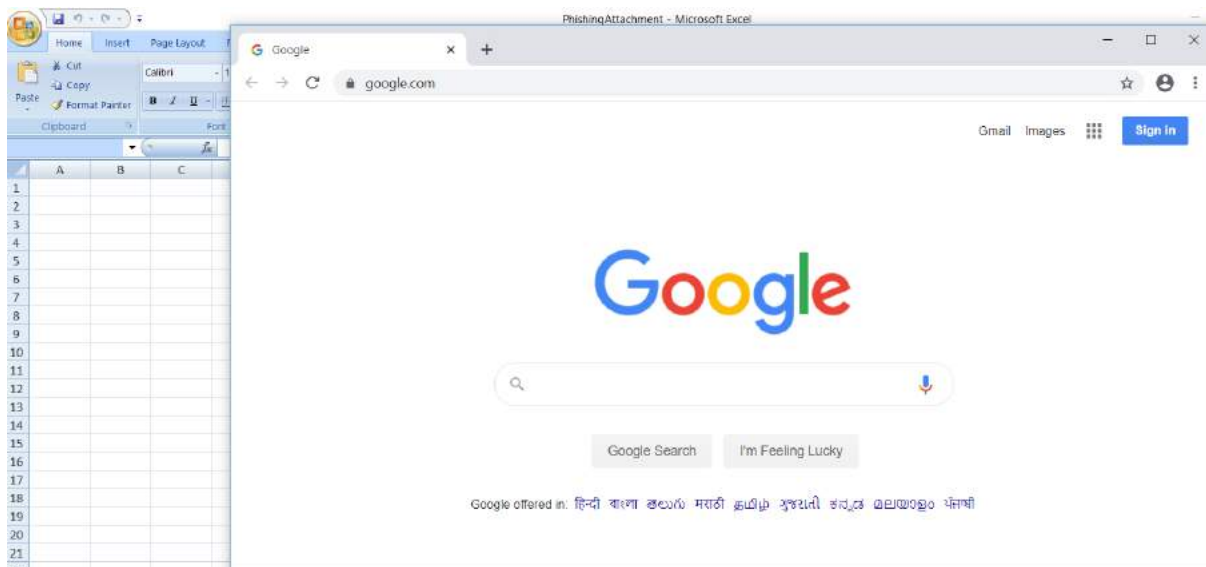 PhishingAttachment - Microsoft Excel
Home Insert Page Layout
Cut
Copy
Format Painter
Paste
Calibri
B I U
Clipboard
Font
fx
A B C
1
2
3
4
5
6
7
8
9
10
11
12
13
14
15
16
17
18
19
20
21
G Google
google.com
Gmail Images Sign in
Google
Google Search I'm Feeling Lucky
Google offered in: हिन्दी বাংলা తెలుగు मराठी தமிழ் ગુજરાતી ಕನ್ನಡ മലയാളം ਪੰਜਾਬੀ